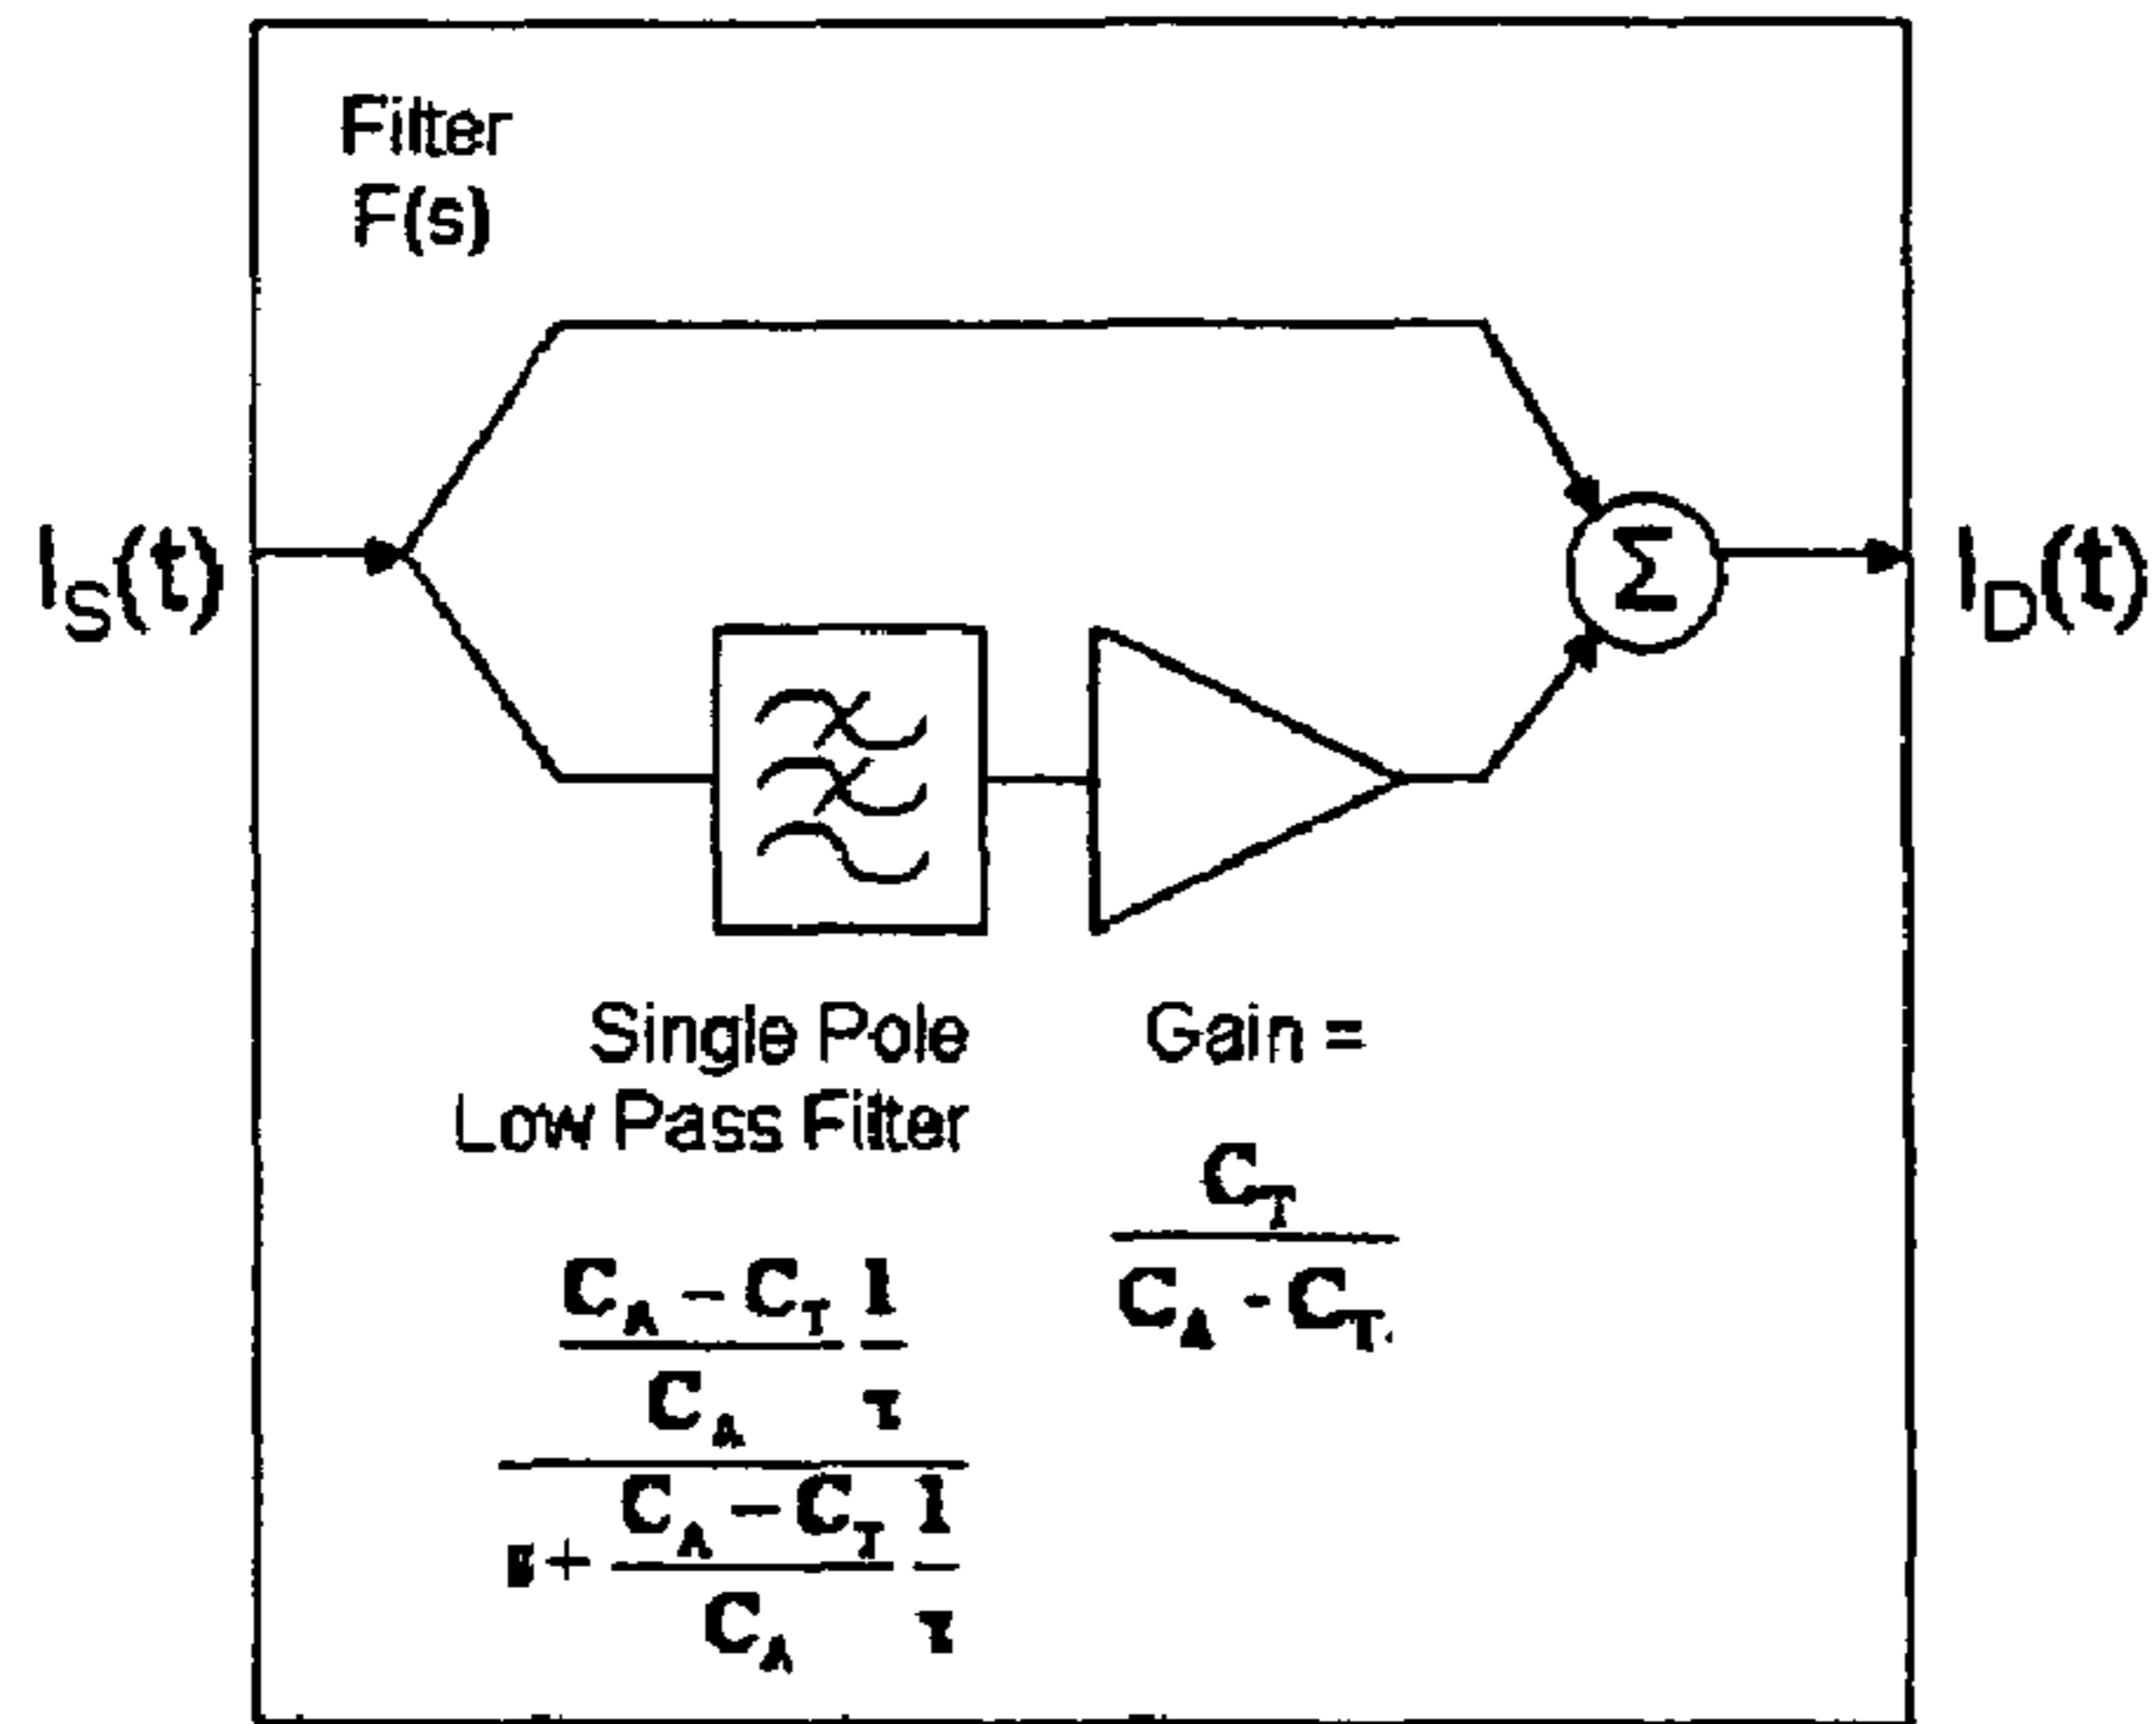 Filter
F(s)
I_S(t)
Σ
I_D(t)
Single Pole
Low Pass Filter
Gain =
C_T
C_A - C_T
C_A − C_T 1
C_A τ
C_A − C_T 1
s+
C_A τ